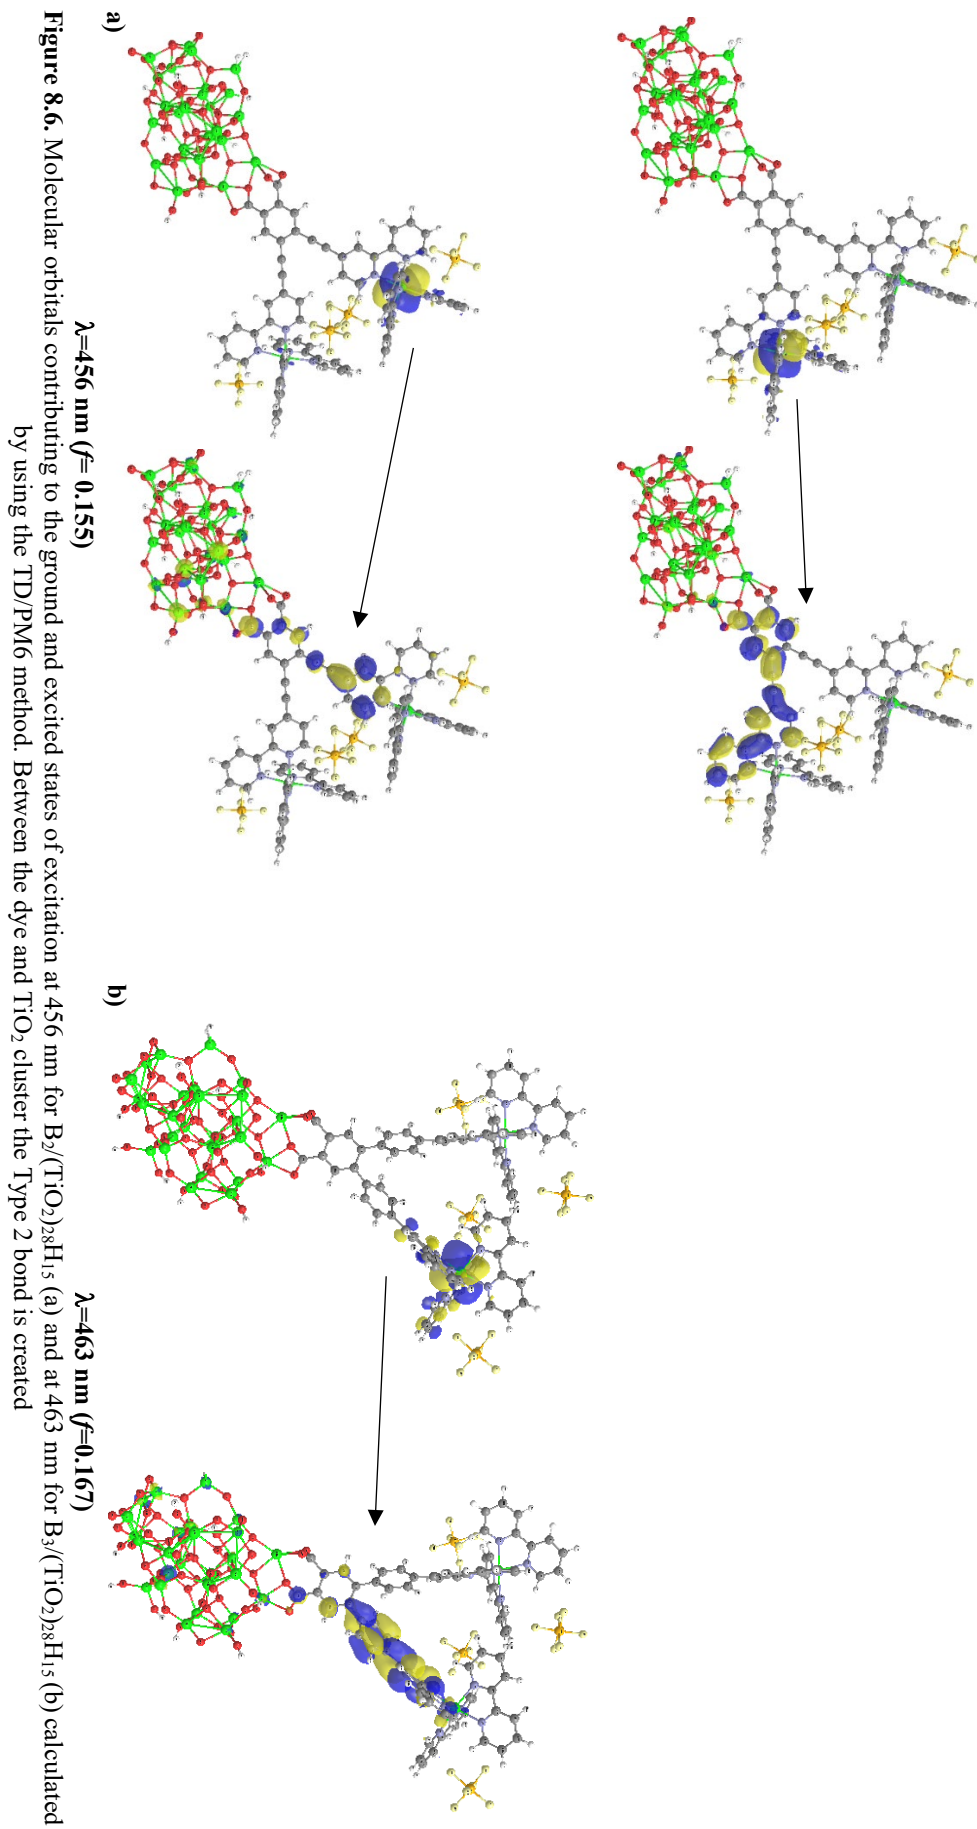 a)
λ=456 nm (f= 0.155)
b)
λ=463 nm (f=0.167)
Figure 8.6. Molecular orbitals contributing to the ground and excited states of excitation at 456 nm for B2/(TiO2)28H15 (a) and at 463 nm for B3/(TiO2)28H15 (b) calculated
by using the TD/PM6 method. Between the dye and TiO2 cluster the Type 2 bond is created